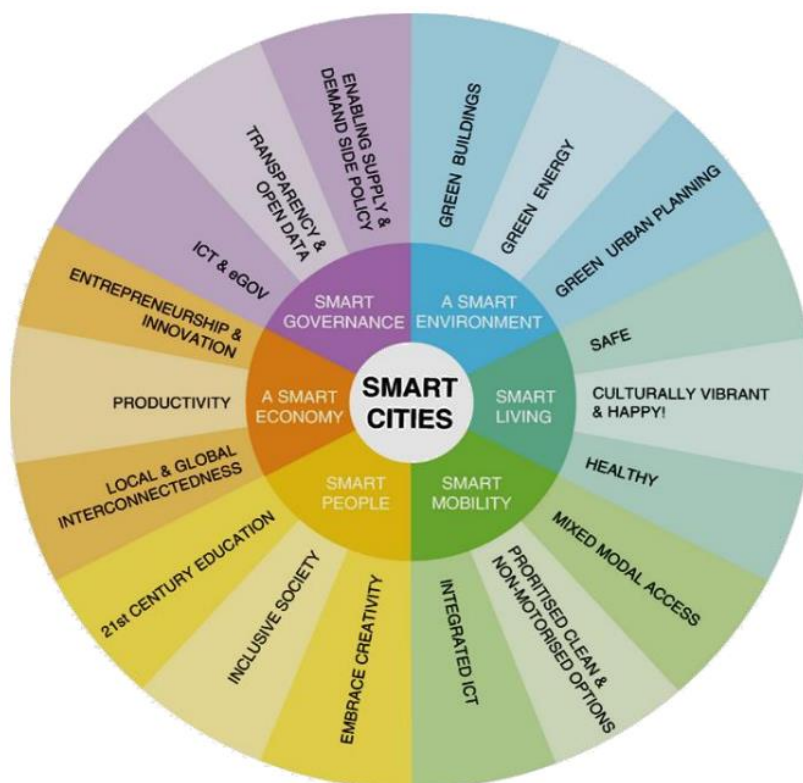 SMART
CITIES
A SMART
ENVIRONMENT
GREEN BUILDINGS
GREEN ENERGY
GREEN URBAN PLANNING
SMART
LIVING
SAFE
CULTURALLY VIBRANT
& HAPPY!
HEALTHY
SMART
MOBILITY
MIXED MODAL ACCESS
PRIORITISED CLEAN &
NON-MOTORISED OPTIONS
INTEGRATED ICT
SMART
PEOPLE
EMBRACE CREATIVITY
INCLUSIVE SOCIETY
21st CENTURY EDUCATION
A SMART
ECONOMY
LOCAL & GLOBAL
INTERCONNECTEDNESS
PRODUCTIVITY
ENTREPRENEURSHIP &
INNOVATION
SMART
GOVERNANCE
ICT & eGOV
TRANSPARENCY &
OPEN DATA
ENABLING SUPPLY &
DEMAND SIDE POLICY